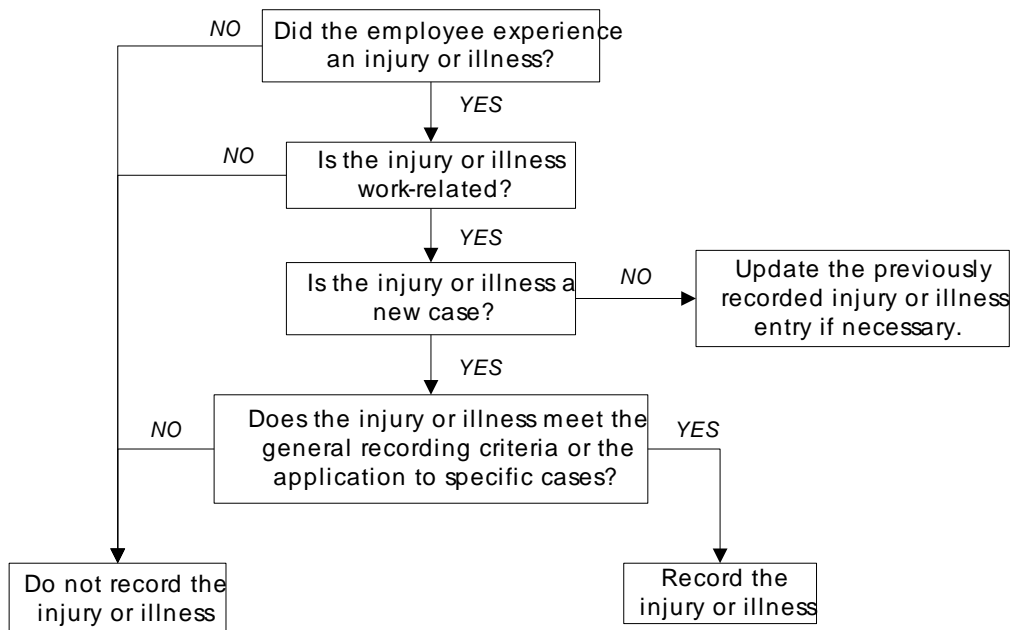 NO
Did the employee experience
an injury or illness?
YES
NO
Is the injury or illness
work-related?
YES
Is the injury or illness a
new case?
NO
Update the previously
recorded injury or illness
entry if necessary.
YES
NO
Does the injury or illness meet the
general recording criteria or the
application to specific cases?
YES
Do not record the
injury or illness
Record the
injury or illness